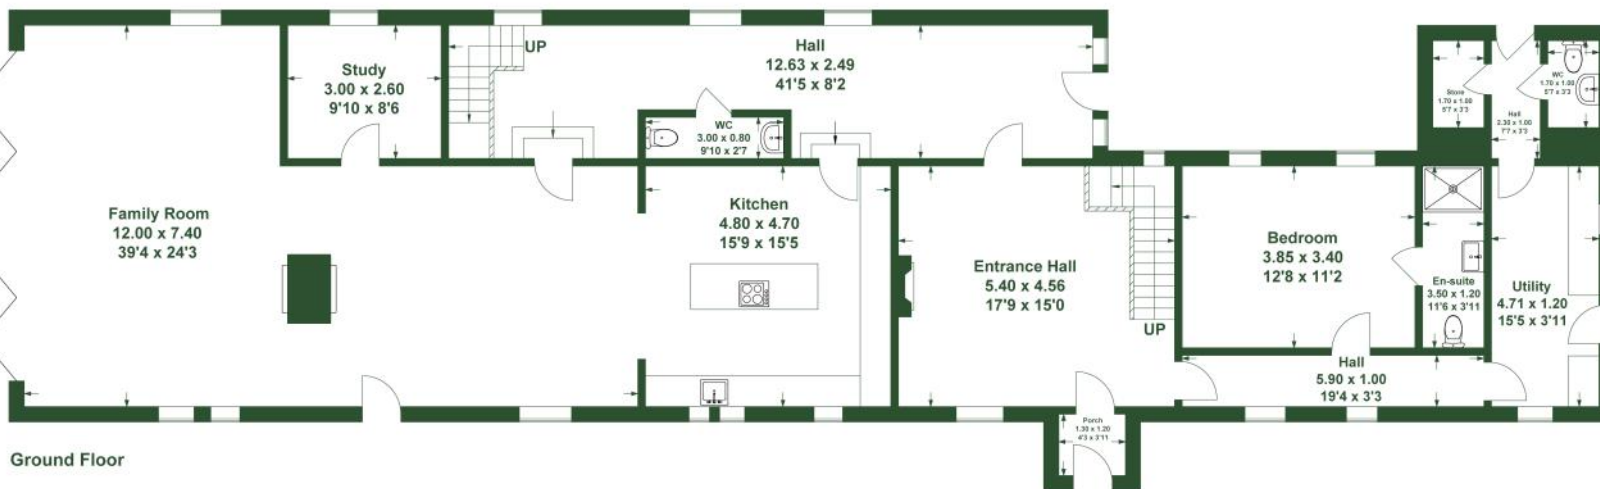 Family Room
12.00 x 7.40
39'4 x 24'3
Study
3.00 x 2.60
9'10 x 8'6
UP
Hall
12.63 x 2.49
41'5 x 8'2
WC
3.00 x 0.80
9'10 x 2'7
Kitchen
4.80 x 4.70
15'9 x 15'5
Entrance Hall
5.40 x 4.56
17'9 x 15'0
UP
Porch
1.30 x 1.20
4'3 x 3'11
Bedroom
3.85 x 3.40
12'8 x 11'2
En-suite
3.50 x 1.20
11'6 x 3'11
Hall
5.90 x 1.00
19'4 x 3'3
Store
1.70 x 1.00
5'7 x 3'3
Hall
2.30 x 1.00
7'7 x 3'3
WC
1.70 x 1.00
5'7 x 3'3
Utility
4.71 x 1.20
15'5 x 3'11
Ground Floor